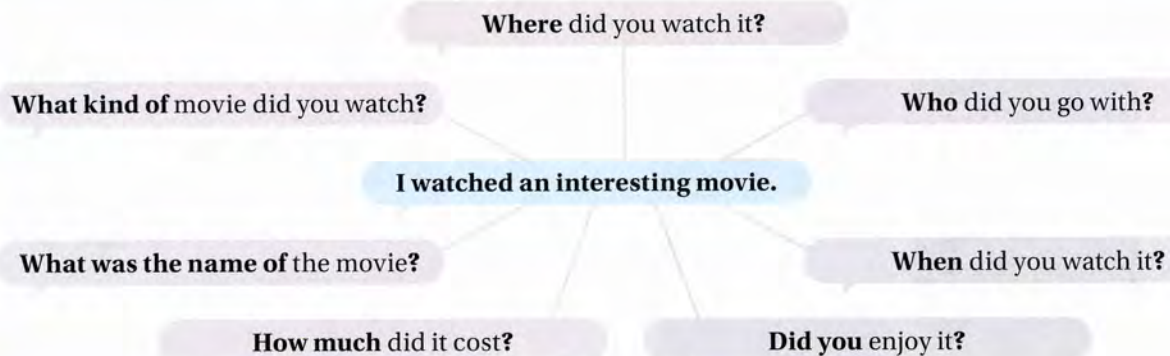 Where did you watch it?
What kind of movie did you watch?
Who did you go with?
I watched an interesting movie.
What was the name of the movie?
When did you watch it?
How much did it cost?
Did you enjoy it?